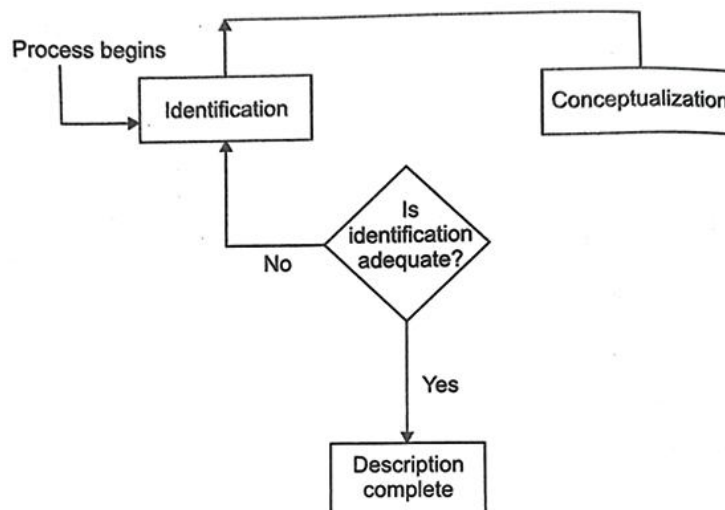 Process begins
Identification
Conceptualization
Is
identification
adequate?
No
Yes
Description
complete